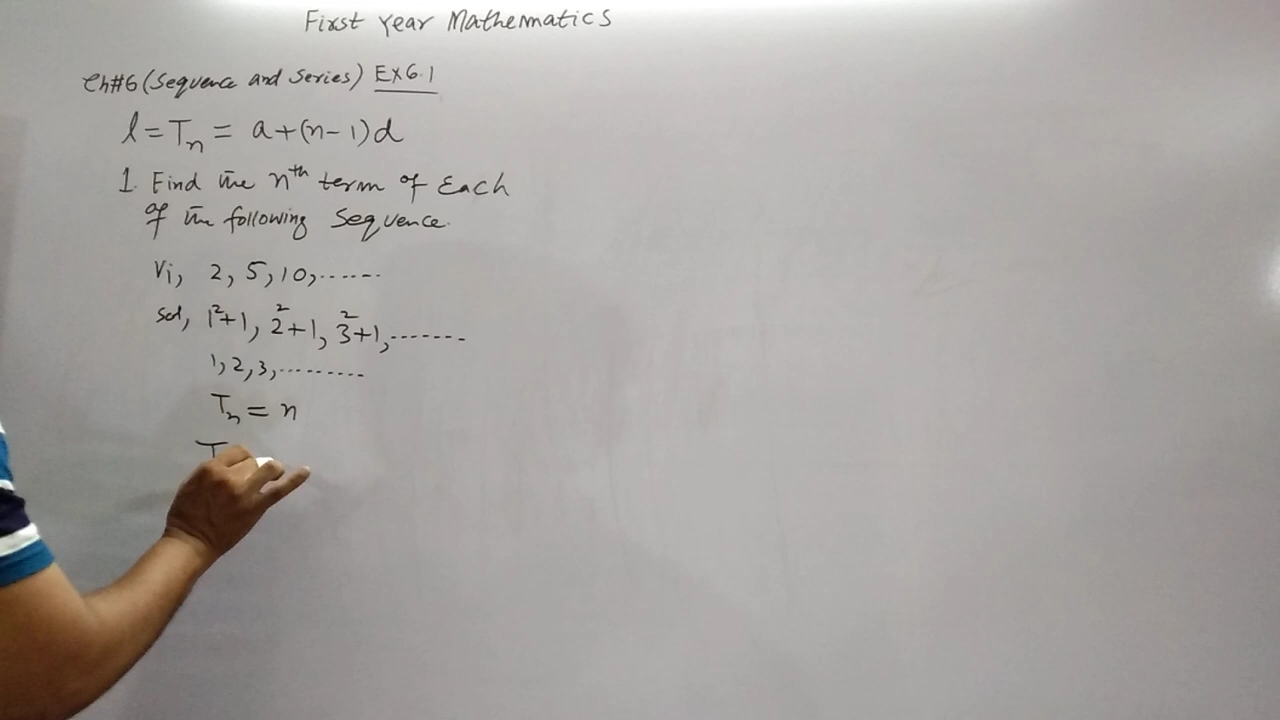 First Year Mathematics
Ch#6 (Sequence and Series) EX6.1
l = Tn = a+(n-1)d
1. Find the nth term of Each
of the following Sequence.
Vi, 2, 5, 10, ......
Sol, 1²+1, 2²+1, 3²+1, .......
1, 2, 3, .........
Tn = n
T